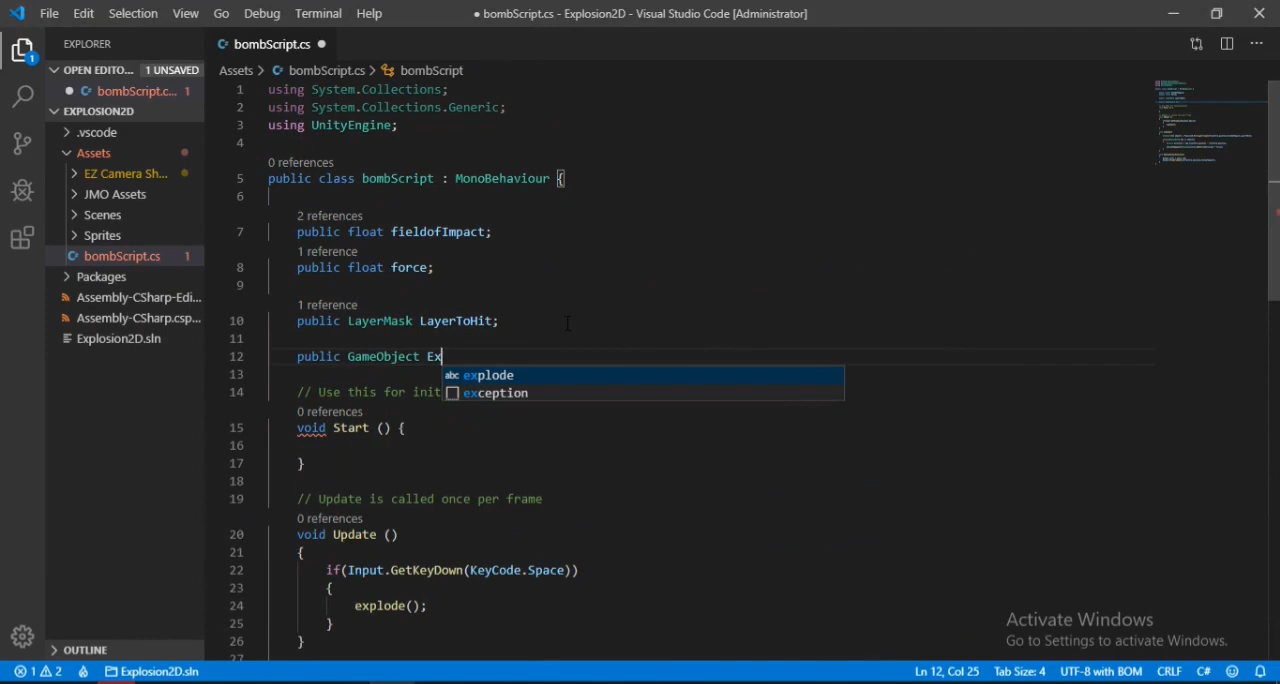 File Edit Selection View Go Debug Terminal Help
● bombScript.cs - Explosion2D - Visual Studio Code [Administrator]
EXPLORER
OPEN EDITO... 1 UNSAVED
bombScript.c... 1
EXPLOSION2D
.vscode
Assets
EZ Camera Sh...
JMO Assets
Scenes
Sprites
bombScript.cs 1
Packages
Assembly-CSharp-Edi...
Assembly-CSharp.csp...
Explosion2D.sln
OUTLINE
1
bombScript.cs
Assets > bombScript.cs > bombScript
1 using System.Collections;
2 using System.Collections.Generic;
3 using UnityEngine;
4
0 references
5 public class bombScript : MonoBehaviour {
6
2 references
7 public float fieldofImpact;
1 reference
8 public float force;
9
1 reference
10 public LayerMask LayerToHit;
11
12 public GameObject Ex
abc explode
exception
13
14 // Use this for init
0 references
15 void Start () {
16
17 }
18
19 // Update is called once per frame
0 references
20 void Update ()
21 {
22 if(Input.GetKeyDown(KeyCode.Space))
23 {
24 explode();
25 }
26 }
27
Activate Windows
Go to Settings to activate Windows.
1 2 Explosion2D.sln
Ln 12, Col 25 Tab Size: 4 UTF-8 with BOM CRLF C#